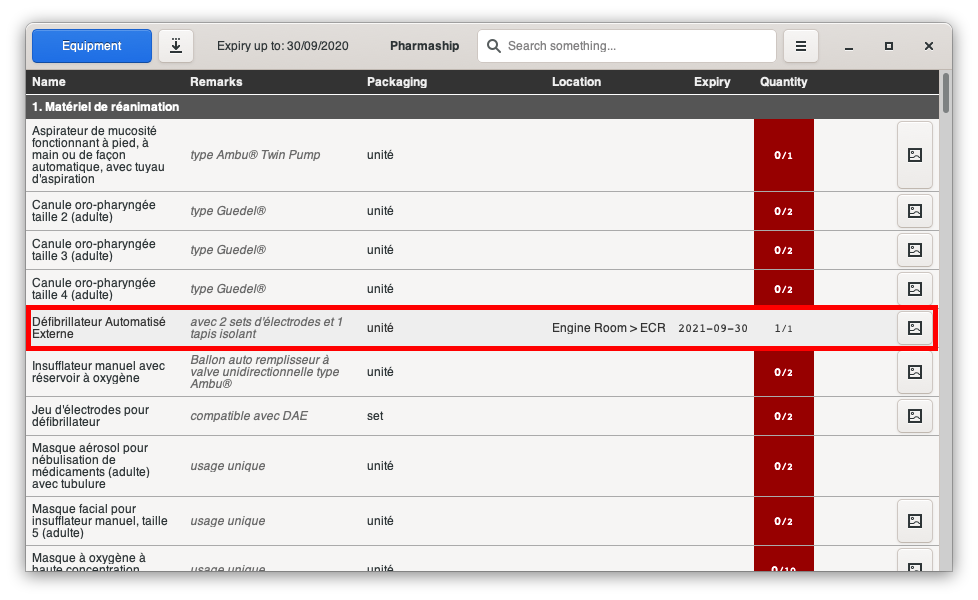 Equipment Expiry up to: 30/09/2020 Pharmaship Search something...
Name Remarks Packaging Location Expiry Quantity
1. Matériel de réanimation
Aspirateur de mucosité
fonctionnant à pied, à
main ou de façon
automatique, avec tuyau
d'aspiration
type Ambu® Twin Pump
unité
0/1
Canule oro-pharyngée
taille 2 (adulte)
type Guedel®
unité
0/2
Canule oro-pharyngée
taille 3 (adulte)
type Guedel®
unité
0/2
Canule oro-pharyngée
taille 4 (adulte)
type Guedel®
unité
0/2
Défibrillateur Automatisé
Externe
avec 2 sets d'électrodes et 1
tapis isolant
unité
Engine Room > ECR
2021-09-30
1/1
Insufflateur manuel avec
réservoir à oxygène
Ballon auto remplisseur à
valve unidirectionnelle type
Ambu®
unité
0/2
Jeu d'électrodes pour
défibrillateur
compatible avec DAE
set
0/2
Masque aérosol pour
nébulisation de
médicaments (adulte)
avec tubulure
usage unique
unité
0/2
Masque facial pour
insufflateur manuel, taille
5 (adulte)
usage unique
unité
0/2
Masque à oxygène à
haute concentration
usage unique
unité
0/10